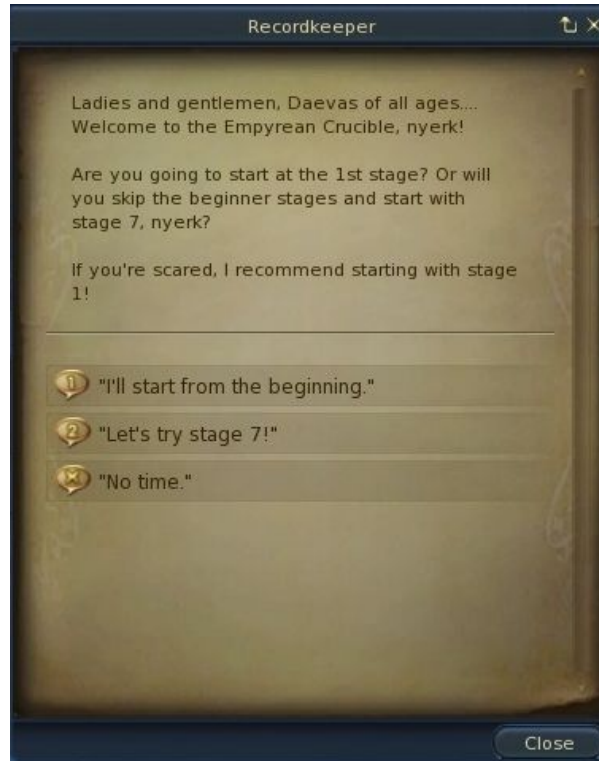 Recordkeeper
Ladies and gentlemen, Daevas of all ages....
Welcome to the Empyrean Crucible, nyerk!
Are you going to start at the 1st stage? Or will
you skip the beginner stages and start with
stage 7, nyerk?
If you're scared, I recommend starting with stage
1!
1 "I'll start from the beginning."
2 "Let's try stage 7!"
"No time."
Close